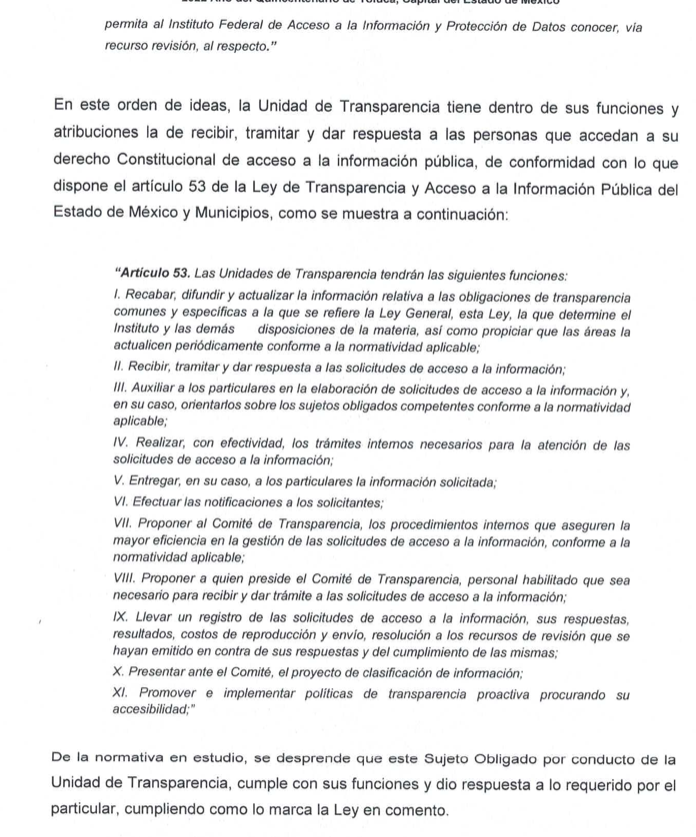 permita al Instituto Federal de Acceso a la Información y Protección de Datos conocer, vía
recurso revisión, al respecto."
En este orden de ideas, la Unidad de Transparencia tiene dentro de sus funciones y
atribuciones la de recibir, tramitar y dar respuesta a las personas que accedan a su
derecho Constitucional de acceso a la información pública, de conformidad con lo que
dispone el artículo 53 de la Ley de Transparencia y Acceso a la Información Pública del
Estado de México y Municipios, como se muestra a continuación:
"Artículo 53. Las Unidades de Transparencia tendrán las siguientes funciones:
I. Recabar, difundir y actualizar la información relativa a las obligaciones de transparencia
comunes y específicas a la que se refiere la Ley General, esta Ley, la que determine el
Instituto y las demás disposiciones de la materia, así como propiciar que las áreas la
actualicen periódicamente conforme a la normatividad aplicable;
II. Recibir, tramitar y dar respuesta a las solicitudes de acceso a la información;
III. Auxiliar a los particulares en la elaboración de solicitudes de acceso a la información y,
en su caso, orientarlos sobre los sujetos obligados competentes conforme a la normatividad
aplicable;
IV. Realizar, con efectividad, los trámites internos necesarios para la atención de las
solicitudes de acceso a la información;
V. Entregar, en su caso, a los particulares la información solicitada;
VI. Efectuar las notificaciones a los solicitantes;
VII. Proponer al Comité de Transparencia, los procedimientos internos que aseguren la
mayor eficiencia en la gestión de las solicitudes de acceso a la información, conforme a la
normatividad aplicable;
VIII. Proponer a quien preside el Comité de Transparencia, personal habilitado que sea
necesario para recibir y dar trámite a las solicitudes de acceso a la información;
IX. Llevar un registro de las solicitudes de acceso a la información, sus respuestas,
resultados, costos de reproducción y envío, resolución a los recursos de revisión que se
hayan emitido en contra de sus respuestas y del cumplimiento de las mismas;
X. Presentar ante el Comité, el proyecto de clasificación de información;
XI. Promover e implementar políticas de transparencia proactiva procurando su
accesibilidad;"
De la normativa en estudio, se desprende que este Sujeto Obligado por conducto de la
Unidad de Transparencia, cumple con sus funciones y dio respuesta a lo requerido por el
particular, cumpliendo como lo marca la Ley en comento.